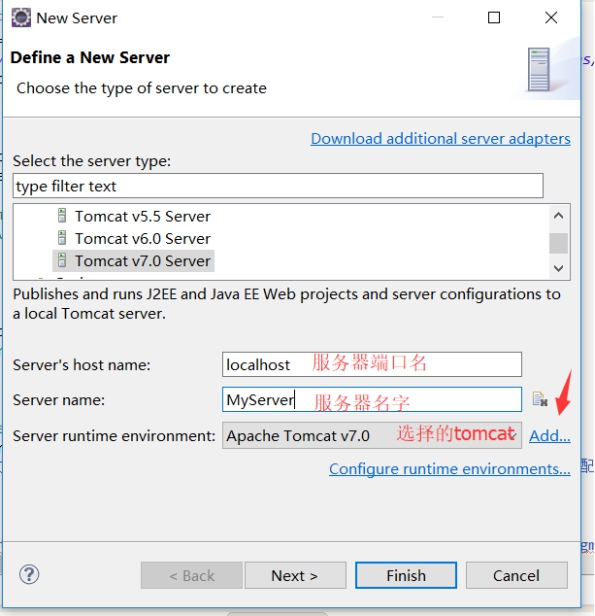 New Server
Define a New Server
Choose the type of server to create
Download additional server adapters
Select the server type:
type filter text
Tomcat v5.5 Server
Tomcat v6.0 Server
Tomcat v7.0 Server
Publishes and runs J2EE and Java EE Web projects and server configurations to
a local Tomcat server.
Server's host name: localhost 服务器端口名
Server name: MyServer 服务器名字
Server runtime environment: Apache Tomcat v7.0 选择的tomcat Add...
Configure runtime environments...
配
? < Back Next > Finish Cancel